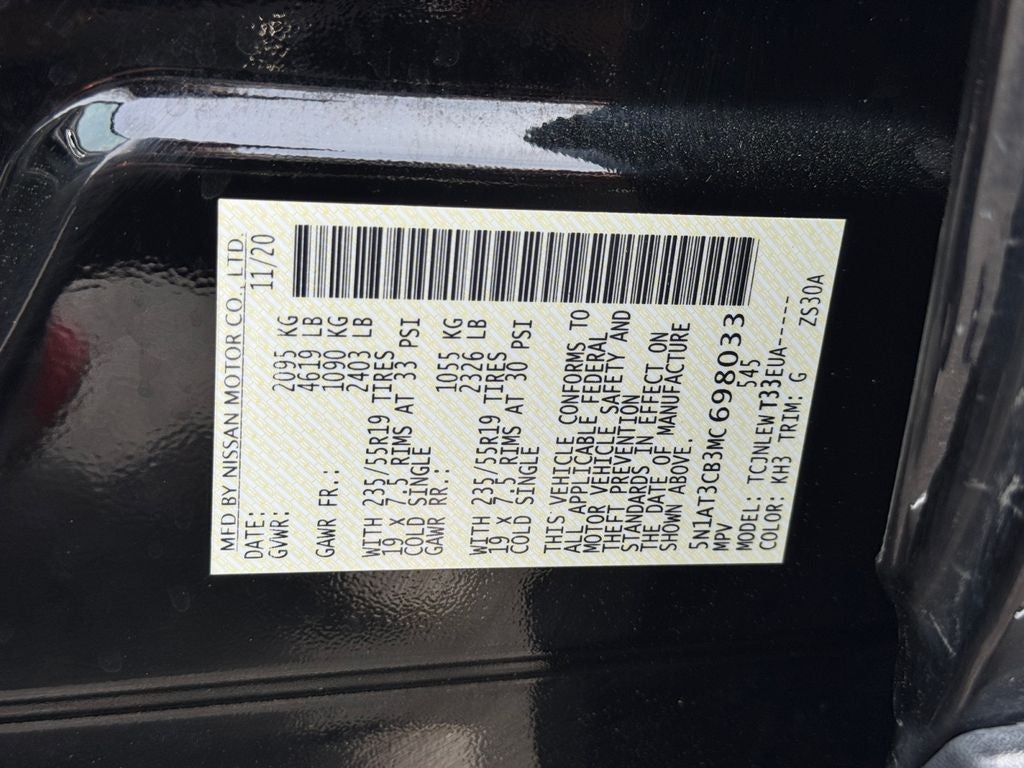 MFD BY NISSAN MOTOR CO., LTD.
DATE: 11/20
GVWR: 2095 KG
4619 LB
GAWR FR.: 1090 KG
2403 LB
WITH 235/55R19 TIRES
19 x 7.5 RIMS AT 33 PSI
COLD SINGLE
GAWR RR.: 1055 KG
2326 LB
WITH 235/55R19 TIRES
19 x 7.5 RIMS AT 30 PSI
COLD SINGLE
THIS VEHICLE CONFORMS TO
ALL APPLICABLE FEDERAL
MOTOR VEHICLE SAFETY AND
THEFT PREVENTION
STANDARDS IN EFFECT ON
THE DATE OF MANUFACTURE
SHOWN ABOVE.
5N1AT3CB3MC698033
MPV 545
MODEL: TCJNLEWT33EUA-----
COLOR: KH3 TRIM: G
ZS30A